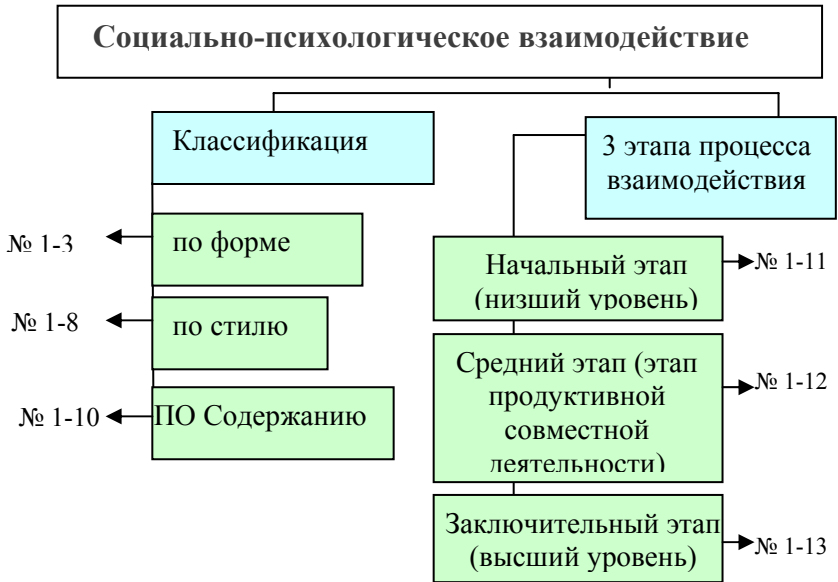 Социально-психологическое взаимодействие
Классификация
№ 1-3
по форме
№ 1-8
по стилю
№ 1-10
ПО Содержанию
3 этапа процесса
взаимодействия
Начальный этап
(низший уровень)
№ 1-11
Средний этап (этап
продуктивной
совместной
деятельности)
№ 1-12
Заключительный этап
(высший уровень)
№ 1-13